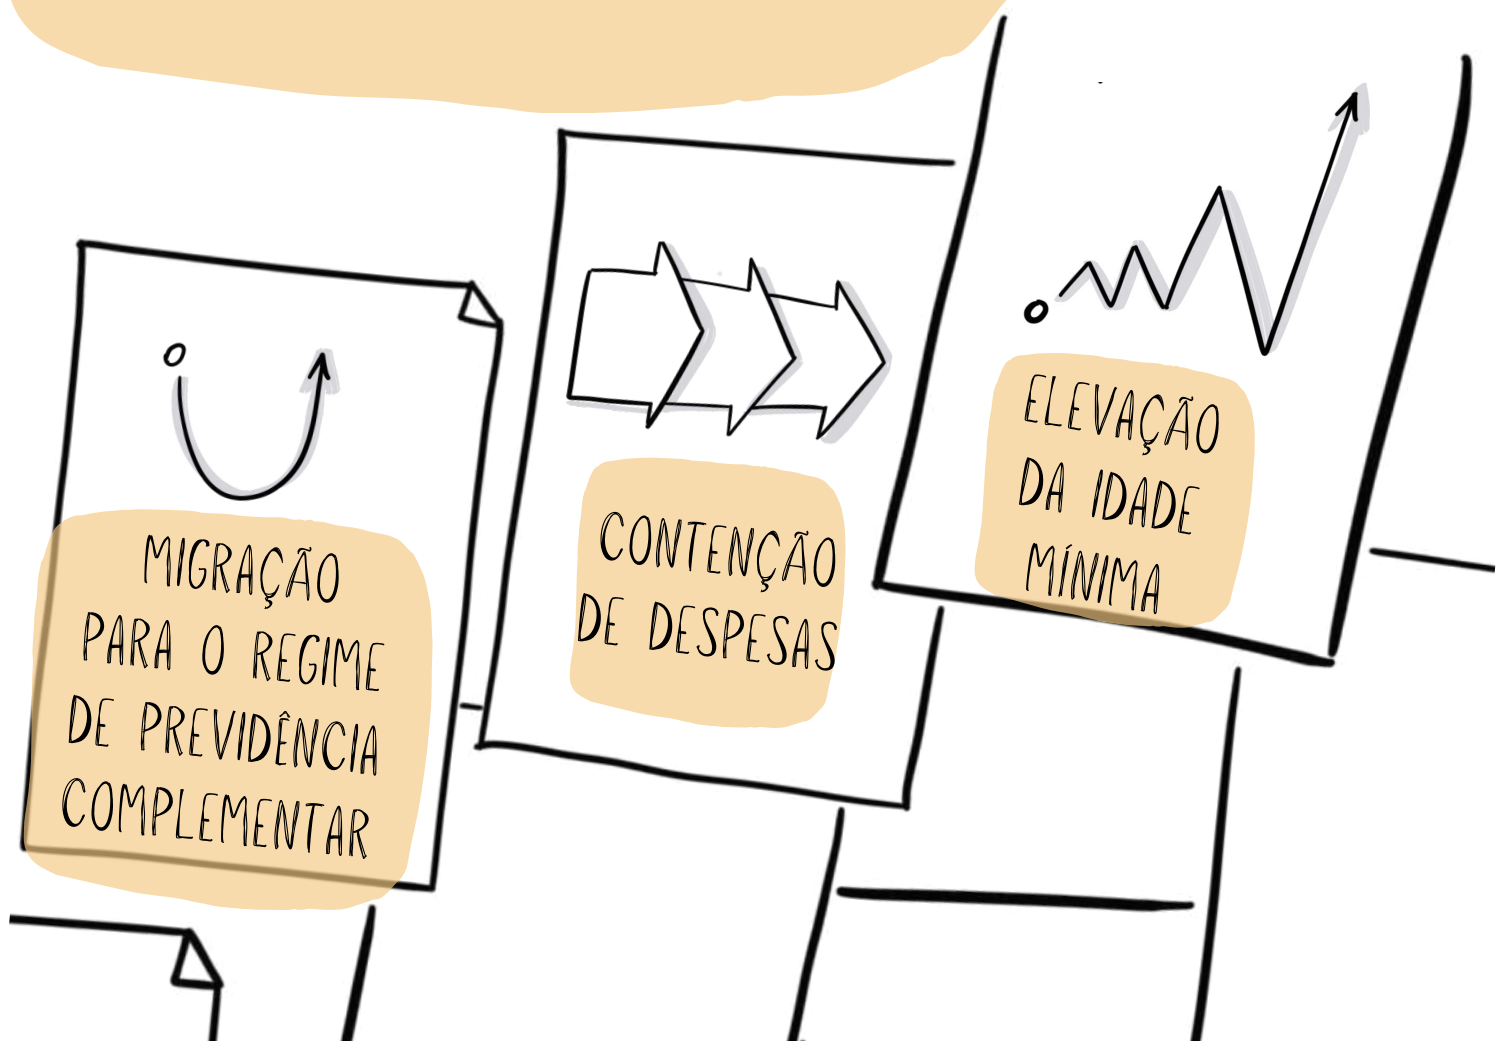 MIGRAÇÃO
PARA O REGIME
DE PREVIDÊNCIA
COMPLEMENTAR
CONTENÇÃO
DE DESPESAS
ELEVAÇÃO
DA IDADE
MÍNIMA